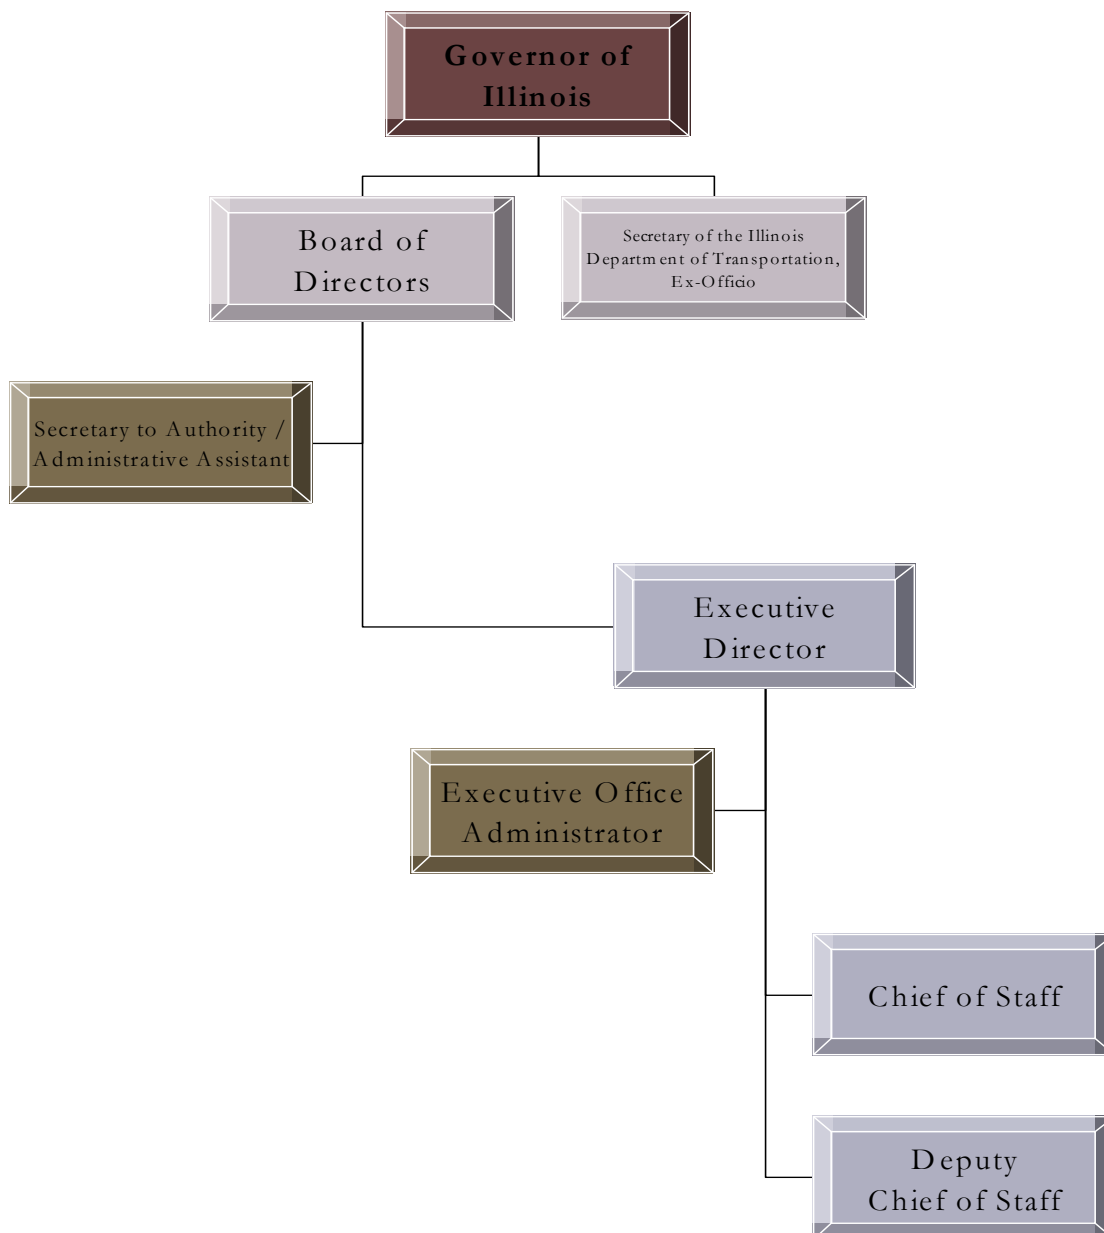 Governor of
Illinois
Board of
Directors
Secretary of the Illinois
Department of Transportation,
Ex-Officio
Secretary to Authority /
Administrative Assistant
Executive
Director
Executive Office
Administrator
Chief of Staff
Deputy
Chief of Staff